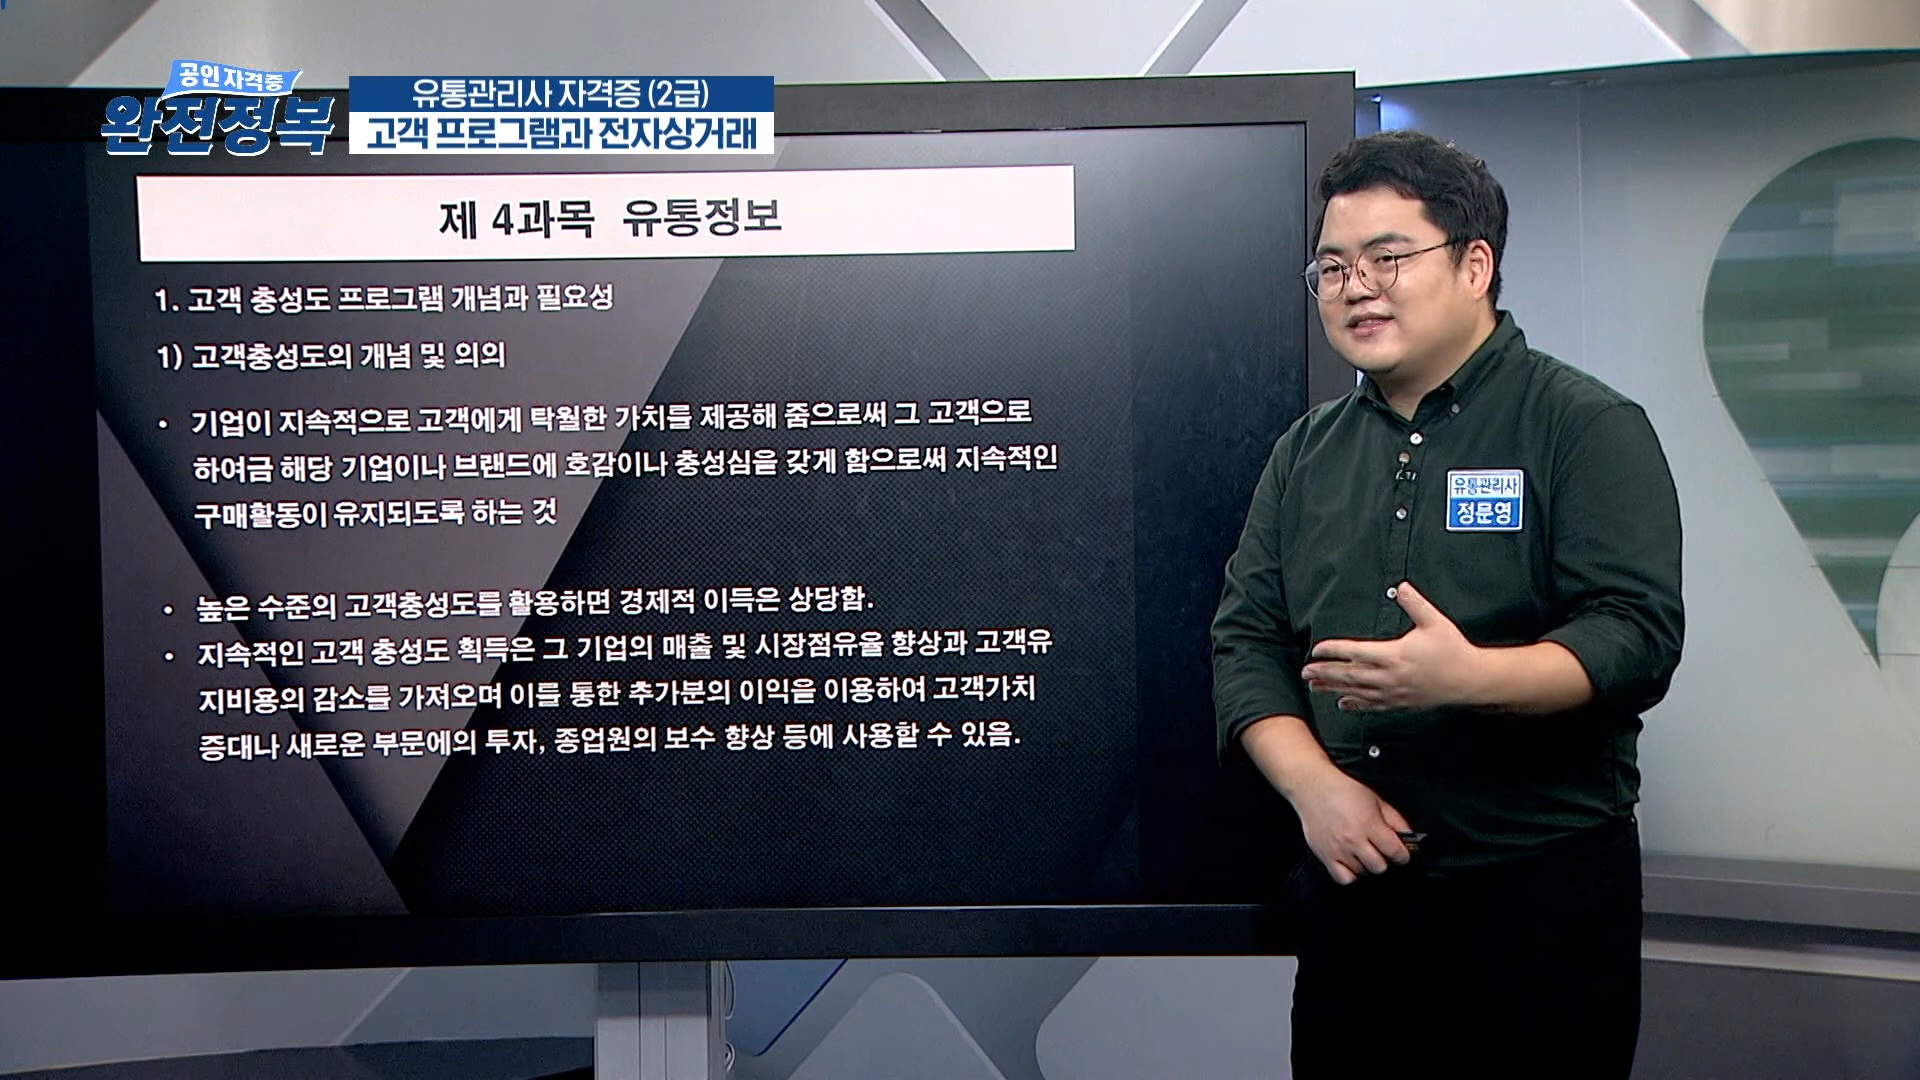 공인 자격증
완전정복
유통관리사 자격증 (2급)
고객 프로그램과 전자상거래
제 4과목 유통정보
1. 고객 충성도 프로그램 개념과 필요성
1) 고객충성도의 개념 및 의의
• 기업이 지속적으로 고객에게 탁월한 가치를 제공해 줌으로써 그 고객으로
하여금 해당 기업이나 브랜드에 호감이나 충성심을 갖게 함으로써 지속적인
구매활동이 유지되도록 하는 것
• 높은 수준의 고객충성도를 활용하면 경제적 이득은 상당함.
• 지속적인 고객 충성도 획득은 그 기업의 매출 및 시장점유율 향상과 고객유
지비용의 감소를 가져오며 이를 통한 추가분의 이익을 이용하여 고객가치
증대나 새로운 부문에의 투자, 종업원의 보수 향상 등에 사용할 수 있음.
유통관리사
정문영